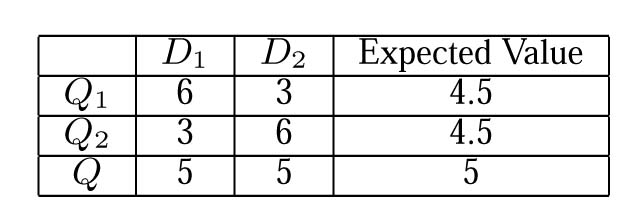 D₁ D₂ Expected Value
Q₁ 6 3 4.5
Q₂ 3 6 4.5
Q 5 5 5